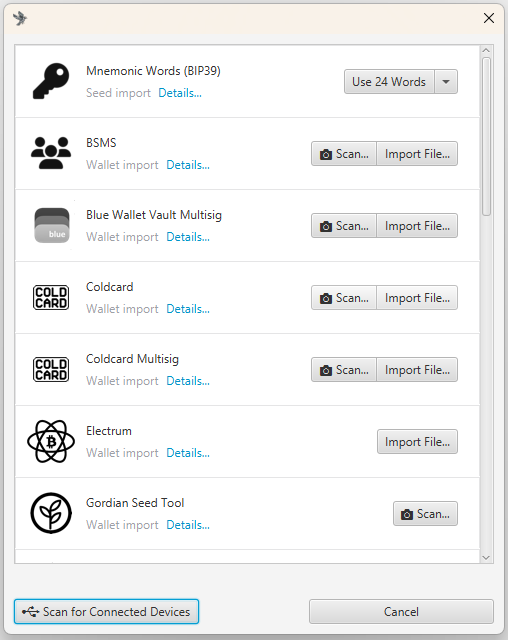 Mnemonic Words (BIP39)
Seed import Details...
Use 24 Words
BSMS
Wallet import Details...
Scan... Import File...
blue
Blue Wallet Vault Multisig
Wallet import Details...
Scan... Import File...
COLD
CARD
Coldcard
Wallet import Details...
Scan... Import File...
COLD
CARD
Coldcard Multisig
Wallet import Details...
Scan... Import File...
Electrum
Wallet import Details...
Import File...
Gordian Seed Tool
Wallet import Details...
Scan...
Scan for Connected Devices
Cancel